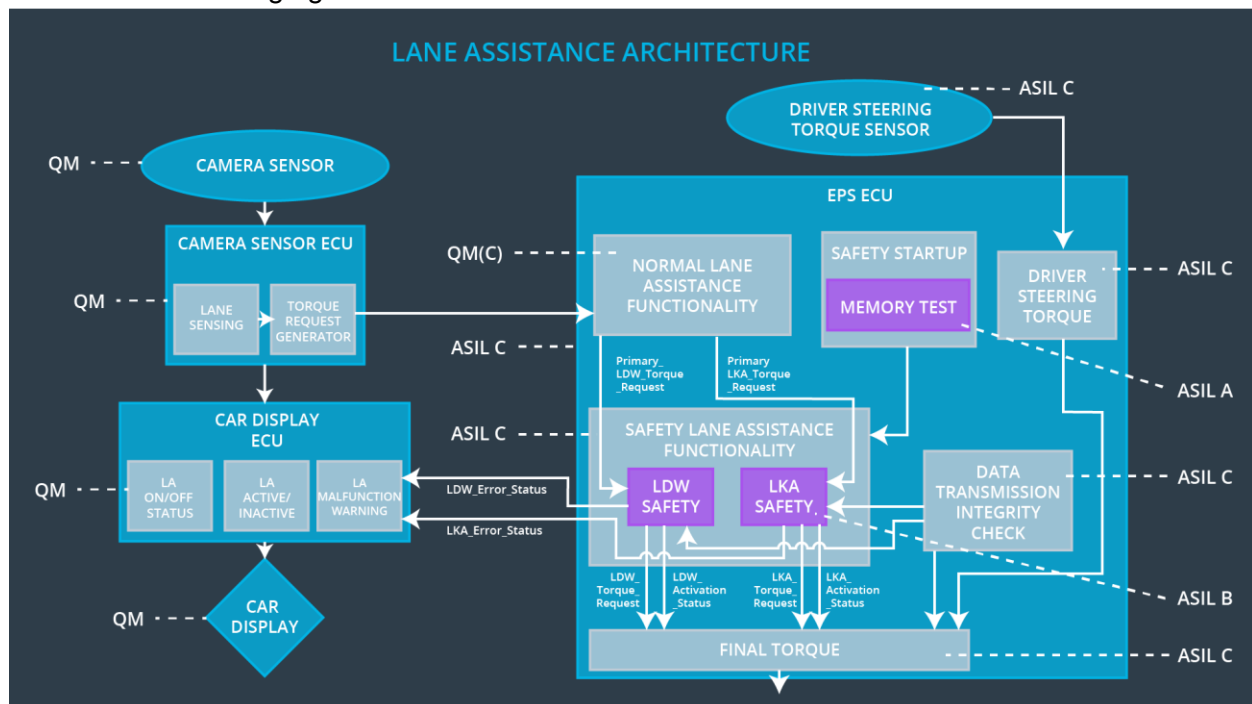 LANE ASSISTANCE ARCHITECTURE
ASIL C
DRIVER STEERING
TORQUE SENSOR
QM
CAMERA SENSOR
EPS ECU
CAMERA SENSOR ECU
QM
LANE
SENSING
TORQUE
REQUEST
GENERATOR
QM(C)
NORMAL LANE
ASSISTANCE
FUNCTIONALITY
SAFETY STARTUP
MEMORY TEST
DRIVER
STEERING
TORQUE
ASIL C
ASIL C
Primary_
LDW_Torque
_Request
Primary
LKA_Torque
_Request
ASIL A
CAR DISPLAY
ECU
QM
LA
ON/OFF
STATUS
LA
ACTIVE/
INACTIVE
LA
MALFUNCTION
WARNING
ASIL C
SAFETY LANE ASSISTANCE
FUNCTIONALITY
LDW
SAFETY
LKA
SAFETY
DATA
TRANSMISSION
INTEGRITY
CHECK
ASIL C
LDW_Error_Status
LKA_Error_Status
LDW_
Torque_
Request
LDW_
Activation
_Status
LKA_
Torque_
Request
LKA_
Activation
_Status
ASIL B
QM
CAR
DISPLAY
FINAL TORQUE
ASIL C